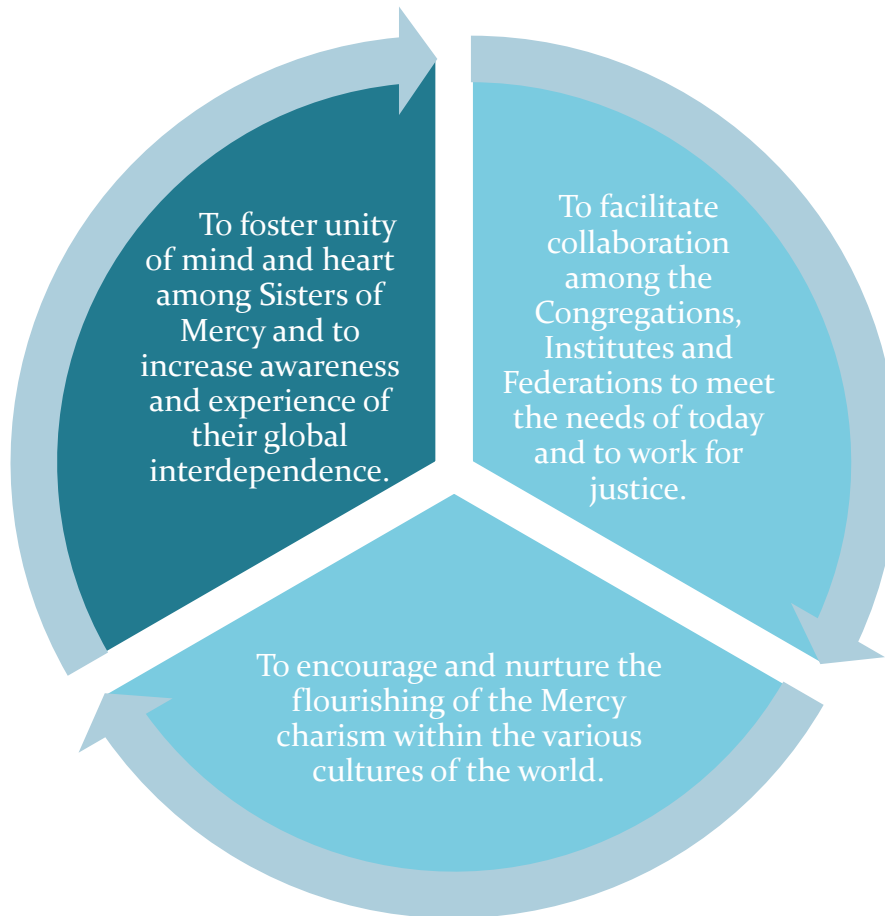 To foster unity
of mind and heart
among Sisters of
Mercy and to
increase awareness
and experience of
their global
interdependence.
To facilitate
collaboration
among the
Congregations,
Institutes and
Federations to meet
the needs of today
and to work for
justice.
To encourage and nurture the
flourishing of the Mercy
charism within the various
cultures of the world.